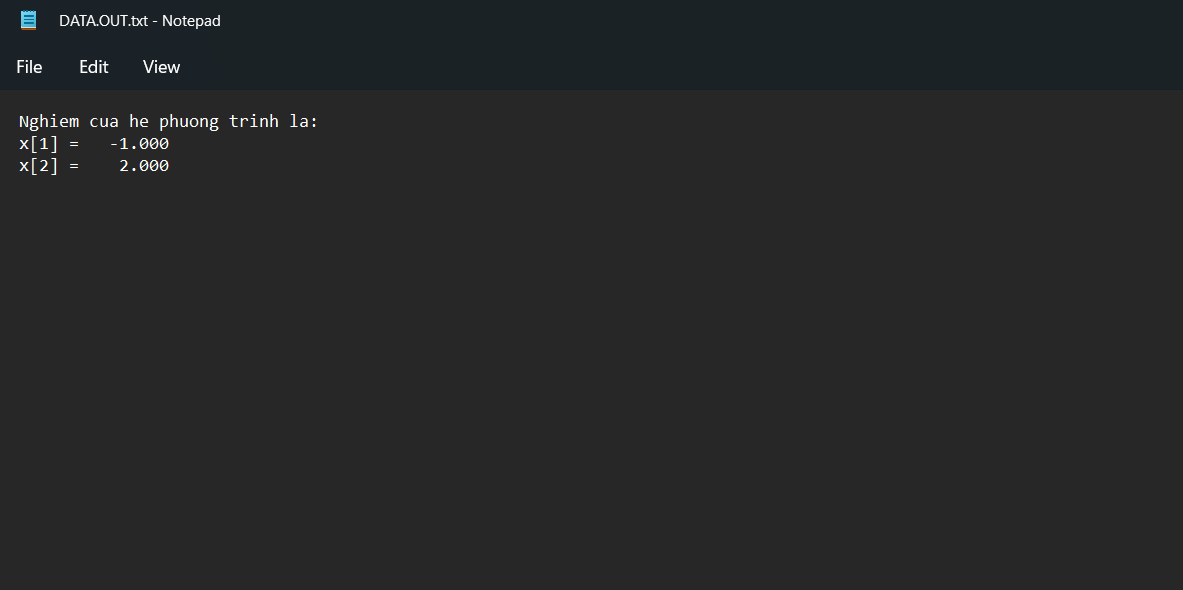 DATA.OUT.txt - Notepad
File Edit View
Nghiem cua he phuong trinh la:
x[1] =   -1.000
x[2] =    2.000